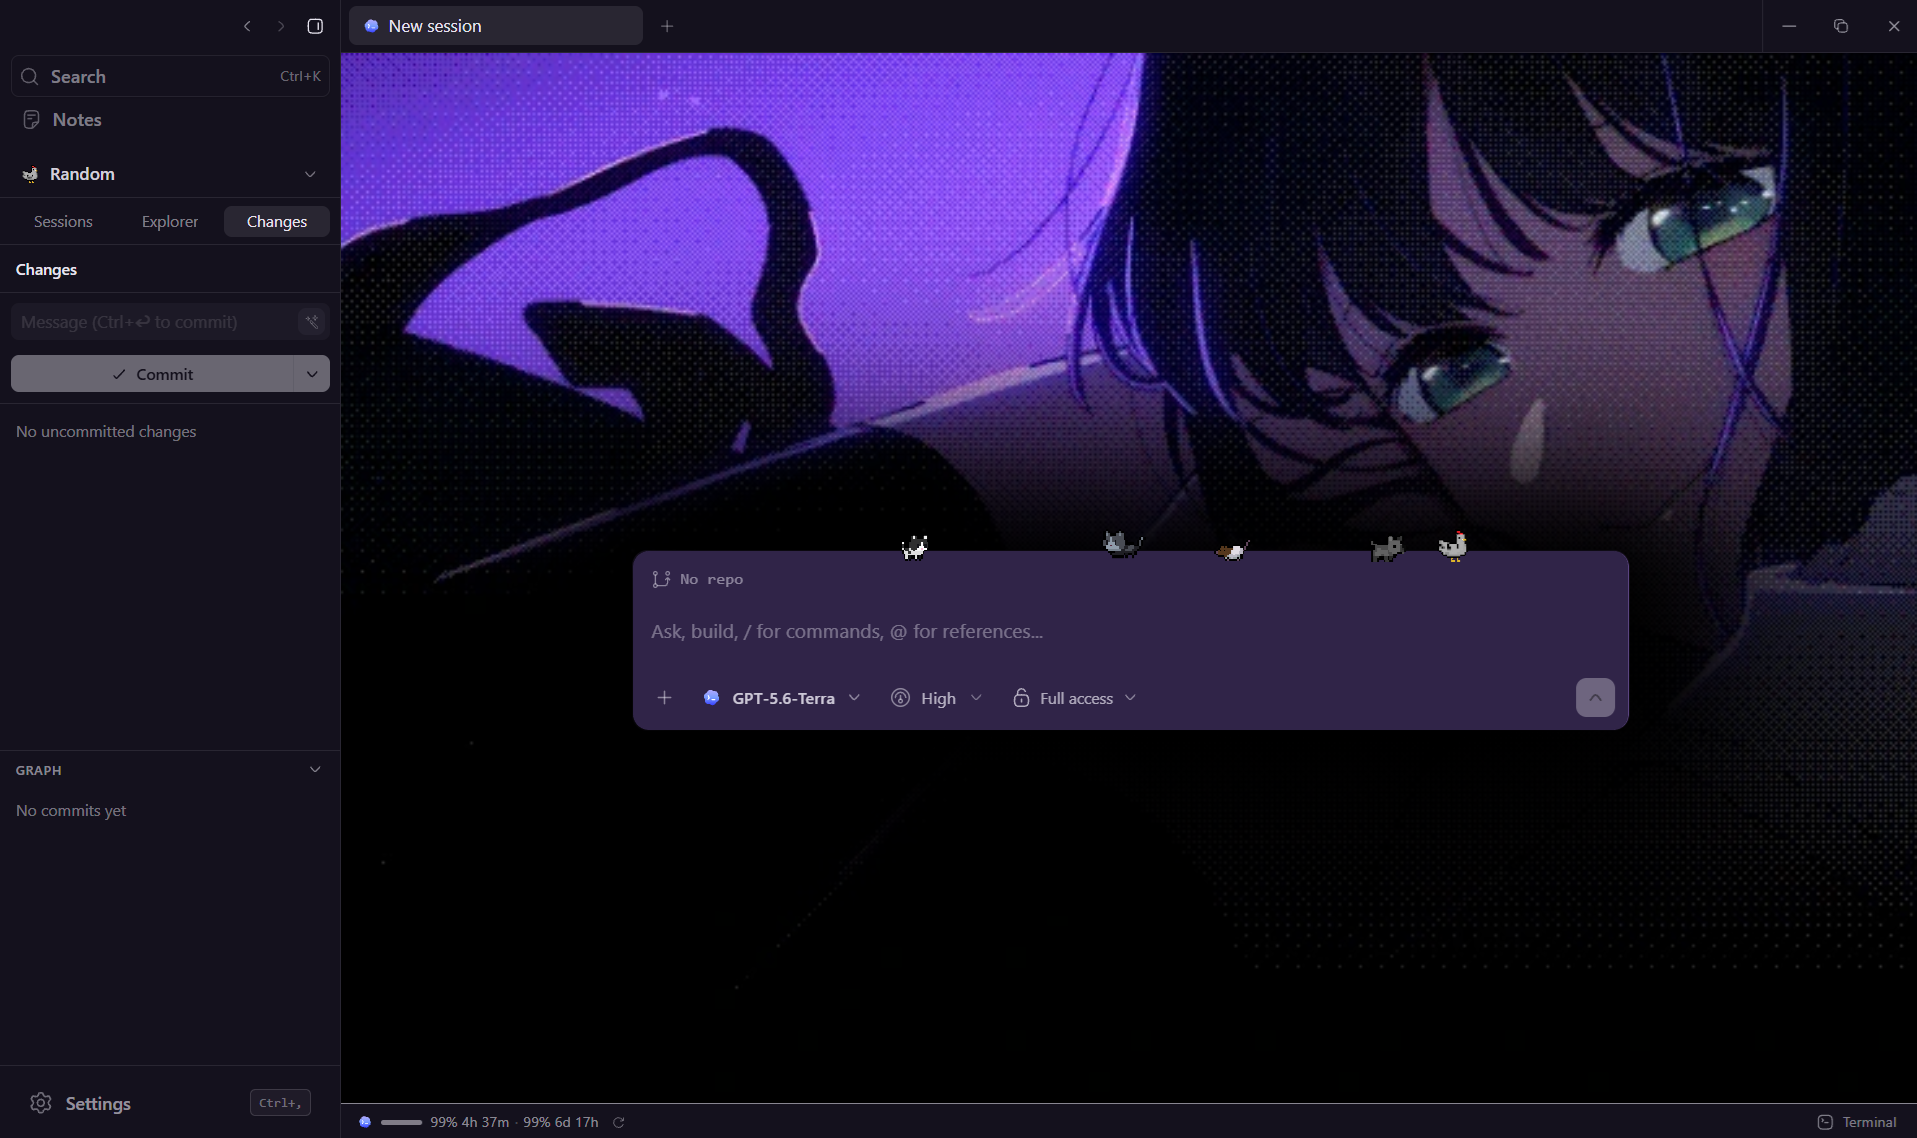 New session
Search Ctrl+K
Notes
Random
Sessions Explorer Changes
Changes
Message (Ctrl+↩ to commit)
Commit
No uncommitted changes
GRAPH
No commits yet
Settings Ctrl+,
No repo
Ask, build, / for commands, @ for references...
GPT-5.6-Terra High Full access
99% 4h 37m · 99% 6d 17h
Terminal